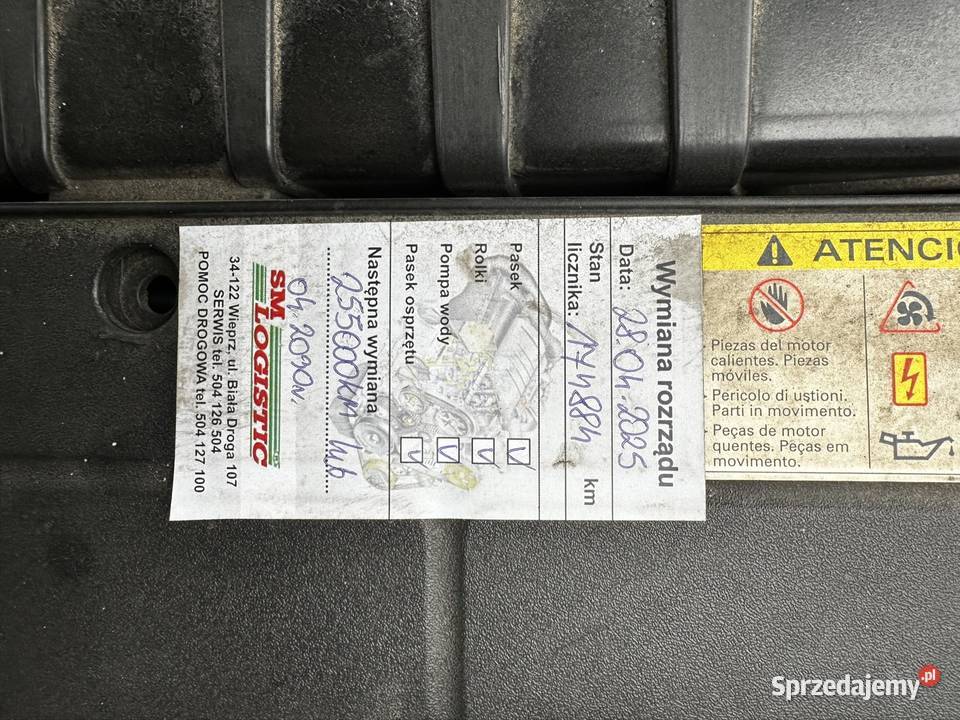 Wymiana rozrządu
Data: 28.04.2025
Stan
licznika: 174884 km
Pasek
Rolki
Pompa wody
Pasek osprzętu
Następna wymiana
255000km lub
04.2030r.
SM
LOGISTIC
34-122 Wieprz, ul. Biała Droga 107
SERWIS tel. 504 126 504
POMOC DROGOWA tel. 504 127 100
ATENCIÓ
Piezas del motor
calientes. Piezas
móviles.
Pericolo di ustioni.
Parti in movimento.
Peças de motor
quentes. Peças em
movimento.
Sprzedajemy.pl